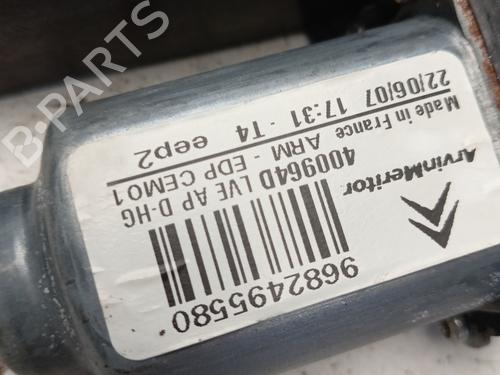 9682495580
ArvinMeritor
400964D LVE AP D-HG
ARM - EDP CEM01
Made in France
22/06/07 17:31 - T4 eep2
B-PARTS